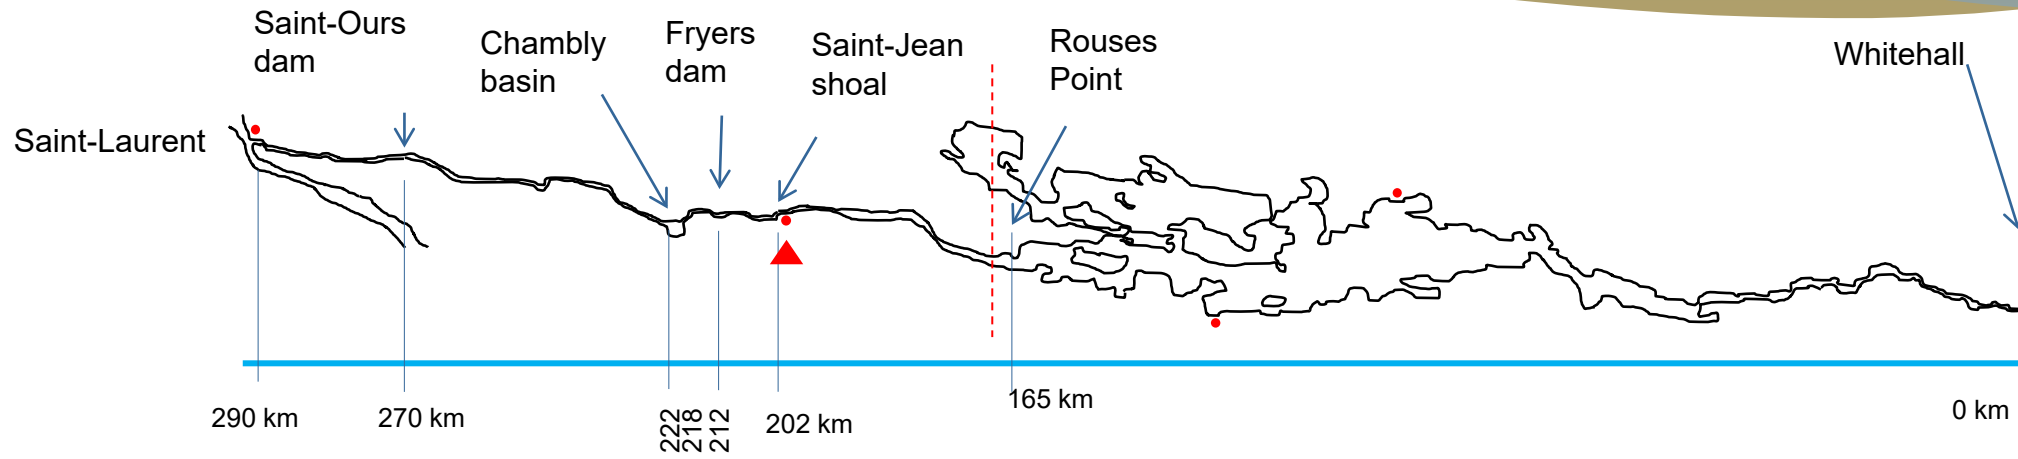 Saint-Ours
dam
Chambly
basin
Fryers
dam
Saint-Jean
shoal
Rouses
Point
Whitehall
Saint-Laurent
290 km
270 km
222
218
212
202 km
165 km
0 km